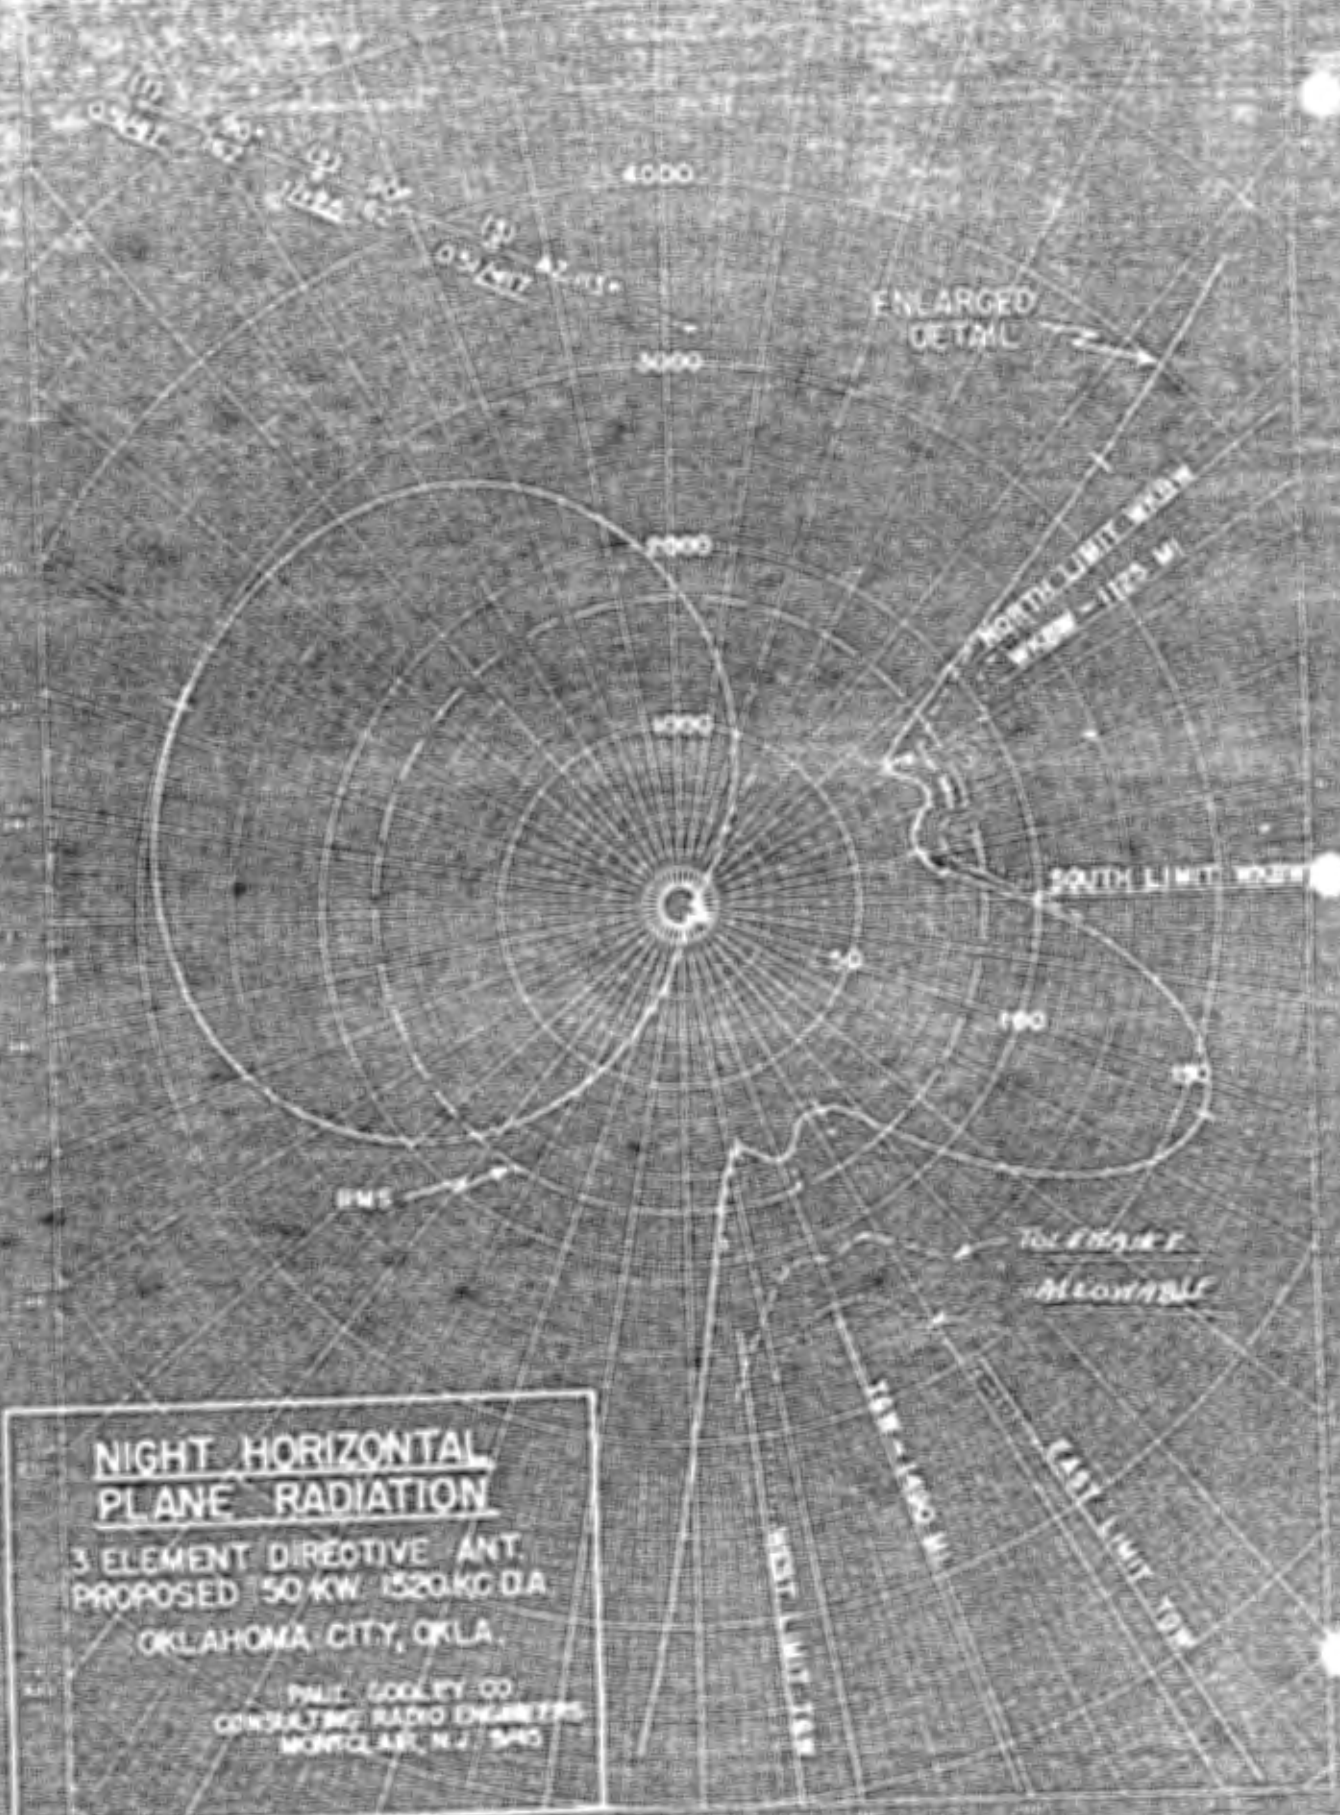 4000
ENLARGED
DETAIL
3000
NORTH LIMIT WKBW
WKBW - 1125 MI
2000
1000
SOUTH LIMIT WKBW
50
100
150
RMS
TOLERANCE
ALLOWABLE
1490 MI.
WEST LIMIT
EAST LIMIT
NIGHT HORIZONTAL
PLANE RADIATION
3 ELEMENT DIRECTIVE ANT.
PROPOSED 50 KW 1520 KC D.A.
OKLAHOMA CITY, OKLA.
PAUL GODLEY CO.
CONSULTING RADIO ENGINEERS
MONTCLAIR, N.J.